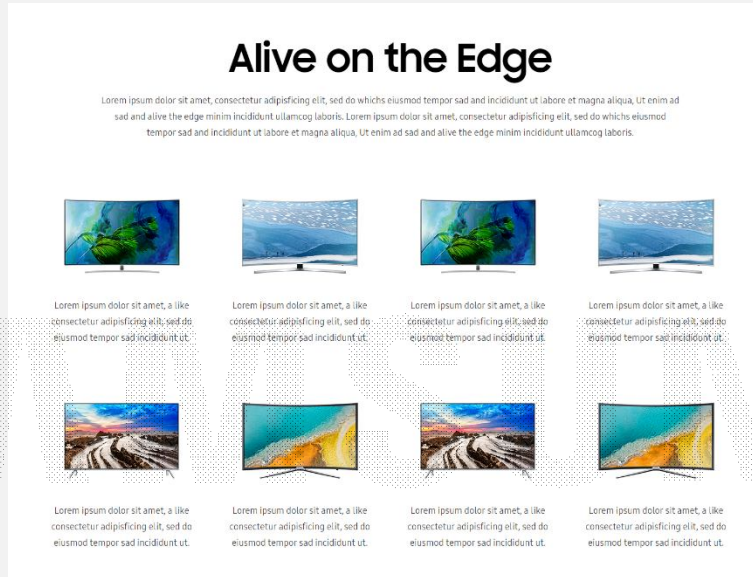 Alive on the Edge
Lorem ipsum dolor sit amet, consectetur adipisficing elit, sed do whichs eiusmod tempor sad and incididunt ut labore et magna aliqua, Ut enim ad
sad and alive the edge minim incididunt ullamcog laboris. Lorem ipsum dolor sit amet, consectetur adipisficing elit, sed do whichs eiusmod
tempor sad and incididunt ut labore et magna aliqua, Ut enim ad sad and alive the edge minim incididunt ullamcog laboris.
Lorem ipsum dolor sit amet, a like
consectetur adipisficing elit, sed do
eiusmod tempor sad incididunt ut.
Lorem ipsum dolor sit amet, a like
consectetur adipisficing elit, sed do
eiusmod tempor sad incididunt ut.
Lorem ipsum dolor sit amet, a like
consectetur adipisficing elit, sed do
eiusmod tempor sad incididunt ut.
Lorem ipsum dolor sit amet, a like
consectetur adipisficing elit, sed do
eiusmod tempor sad incididunt ut.
Lorem ipsum dolor sit amet, a like
consectetur adipisficing elit, sed do
eiusmod tempor sad incididunt ut.
Lorem ipsum dolor sit amet, a like
consectetur adipisficing elit, sed do
eiusmod tempor sad incididunt ut.
Lorem ipsum dolor sit amet, a like
consectetur adipisficing elit, sed do
eiusmod tempor sad incididunt ut.
Lorem ipsum dolor sit amet, a like
consectetur adipisficing elit, sed do
eiusmod tempor sad incididunt ut.